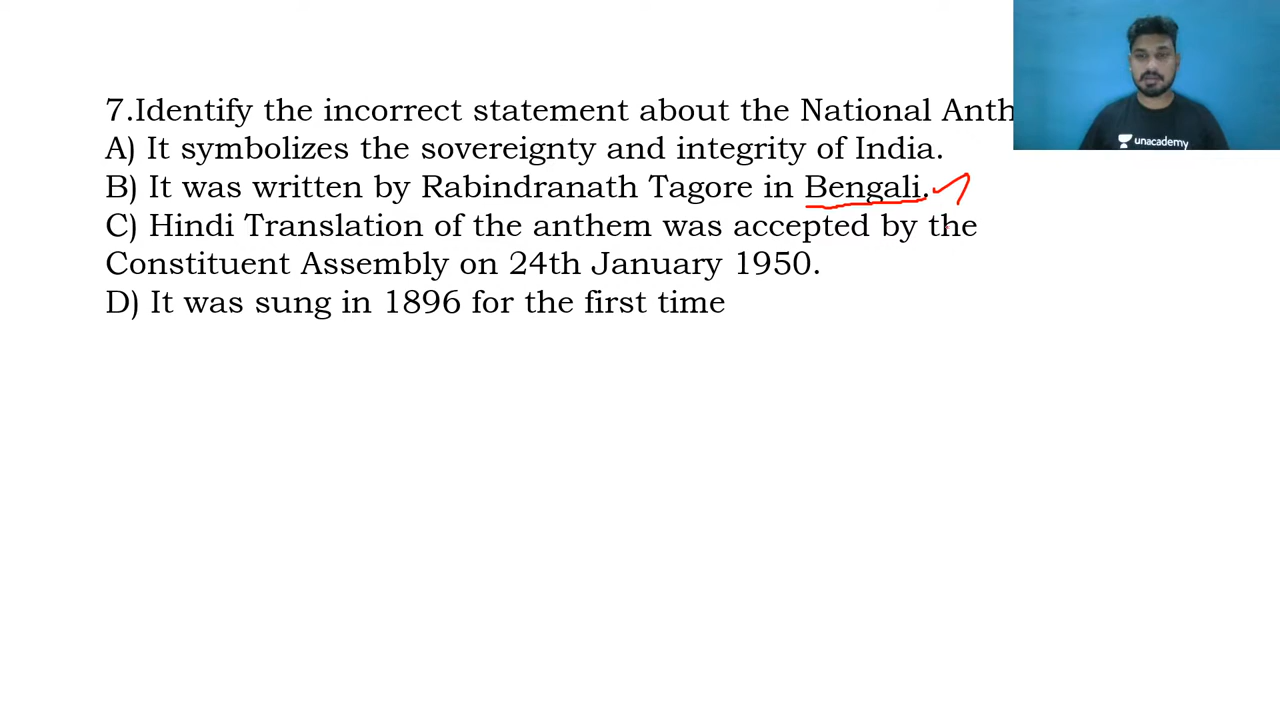 7.Identify the incorrect statement about the National Anth
A) It symbolizes the sovereignty and integrity of India.
B) It was written by Rabindranath Tagore in Bengali.
C) Hindi Translation of the anthem was accepted by the
Constituent Assembly on 24th January 1950.
D) It was sung in 1896 for the first time
unacademy